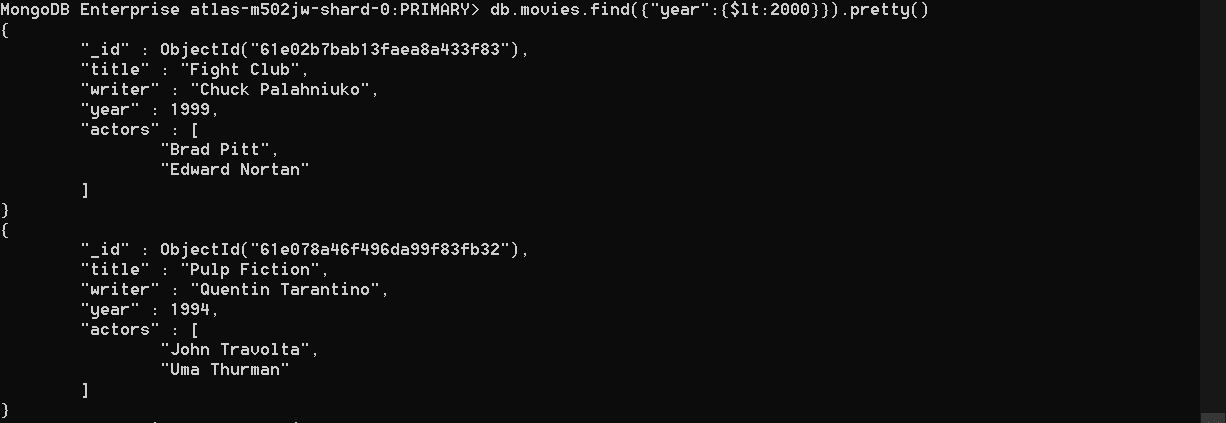 MongoDB Enterprise atlas-m502jw-shard-0:PRIMARY> db.movies.find({"year":{$lt:2000}}).pretty()
{
"_id" : ObjectId("61e02b7bab13faea8a433f83"),
"title" : "Fight Club",
"writer" : "Chuck Palahniuko",
"year" : 1999,
"actors" : [
"Brad Pitt",
"Edward Nortan"
]
}
{
"_id" : ObjectId("61e078a46f496da99f83fb32"),
"title" : "Pulp Fiction",
"writer" : "Quentin Tarantino",
"year" : 1994,
"actors" : [
"John Travolta",
"Uma Thurman"
]
}